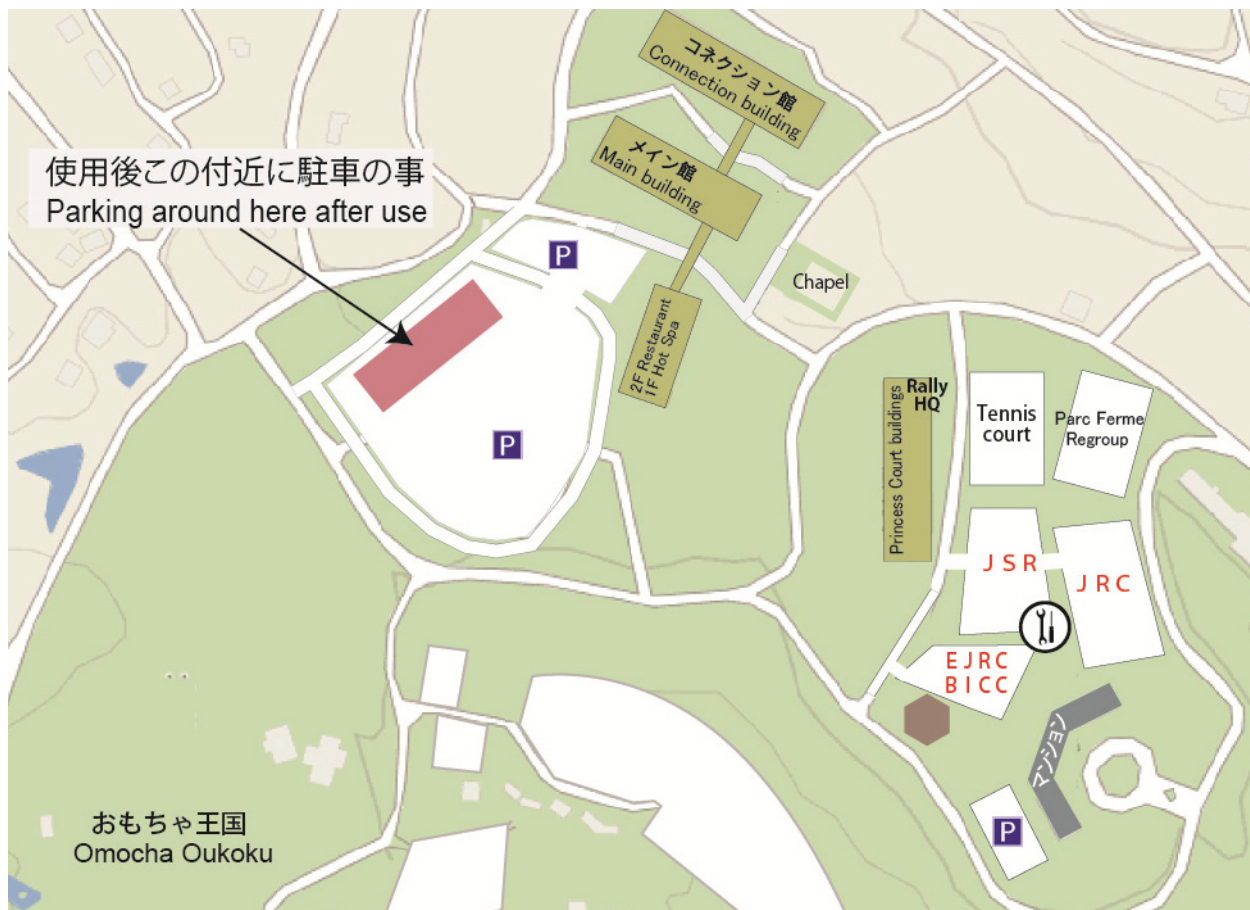 コネクション館
Connection building
メイン館
Main building
使用後この付近に駐車の事
Parking around here after use
P
Chapel
2F Restaurant
1F Hot Spa
Rally
HQ
Princess Court buildings
Tennis
court
Parc Ferme
Regroup
P
JSR
JRC
EJRC
BICC
マンション
P
おもちゃ王国
Omocha Oukoku